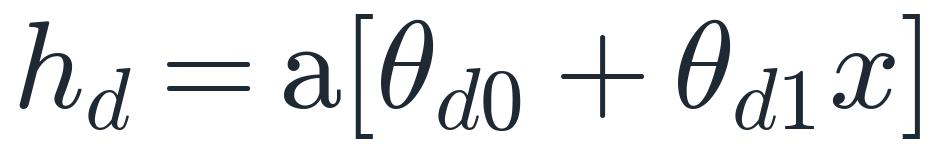 h_d = a[θ_{d0} + θ_{d1}x]